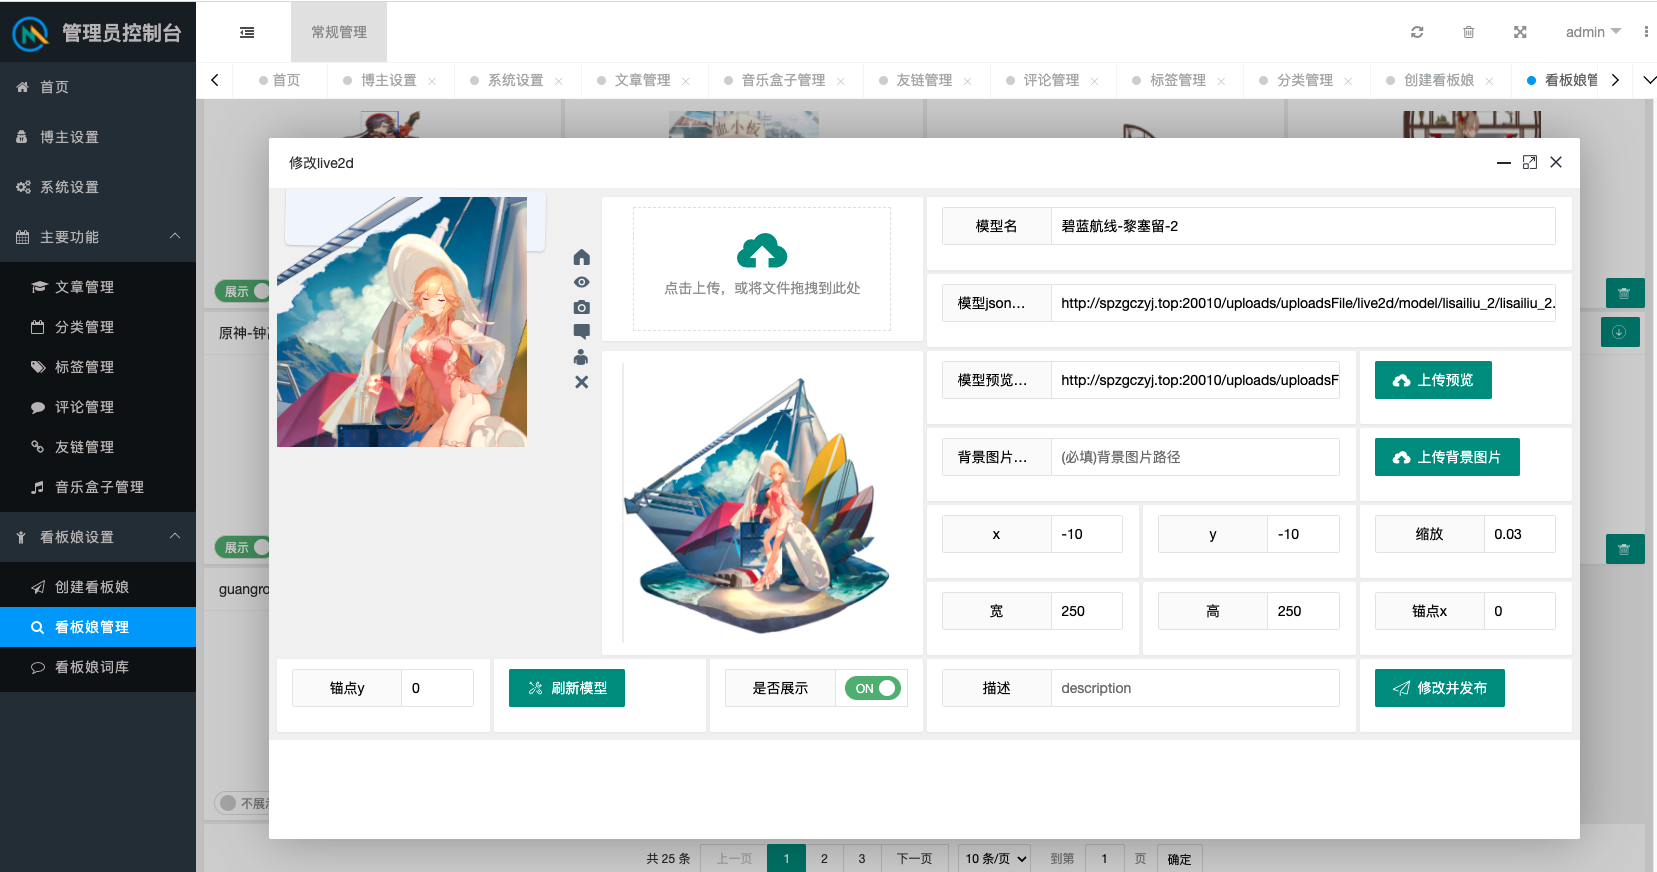 管理员控制台
常规管理
admin
首页
博主设置
系统设置
文章管理
音乐盒子管理
友链管理
评论管理
标签管理
分类管理
创建看板娘
看板娘管
首页
博主设置
系统设置
主要功能
文章管理
分类管理
标签管理
评论管理
友链管理
音乐盒子管理
看板娘设置
创建看板娘
看板娘管理
看板娘词库
血小板
展示
原神-钟
展示
guangro
不展
修改live2d
点击上传，或将文件拖拽到此处
模型名
碧蓝航线-黎塞留-2
模型json...
http://spzgczyj.top:20010/uploads/uploadsFile/live2d/model/lisailiu_2/lisailiu_2.
模型预览...
http://spzgczyj.top:20010/uploads/uploadsF
上传预览
背景图片...
(必填)背景图片路径
上传背景图片
x
-10
y
-10
缩放
0.03
宽
250
高
250
锚点x
0
锚点y
0
刷新模型
是否展示
ON
描述
description
修改并发布
共 25 条
上一页
1
2
3
下一页
10 条/页
到第
1
页
确定